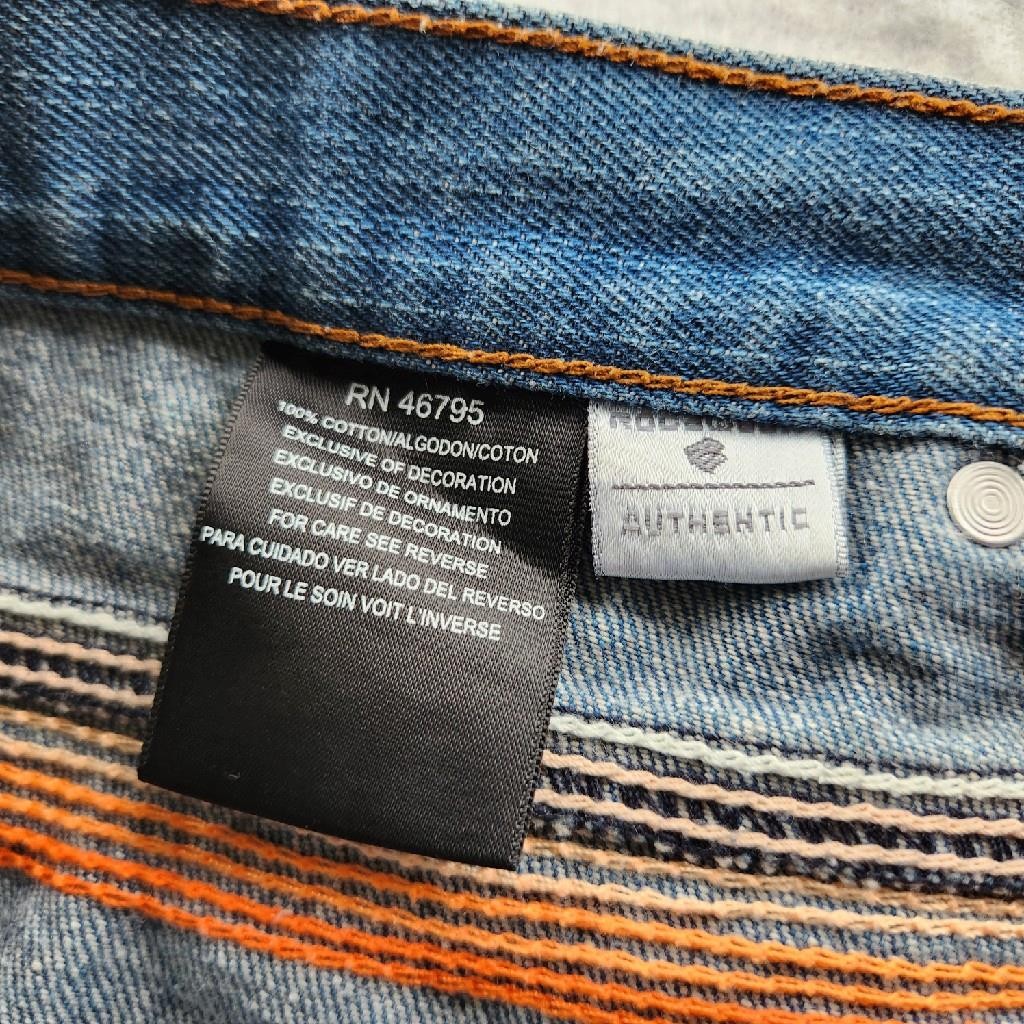 RN 46795
100% COTTON/ALGODON/COTON
EXCLUSIVE OF DECORATION
EXCLUSIVO DE ORNAMENTO
EXCLUSIF DE DECORATION
FOR CARE SEE REVERSE
PARA CUIDADO VER LADO DEL REVERSO
POUR LE SOIN VOIT L'INVERSE
AUTHENTIC